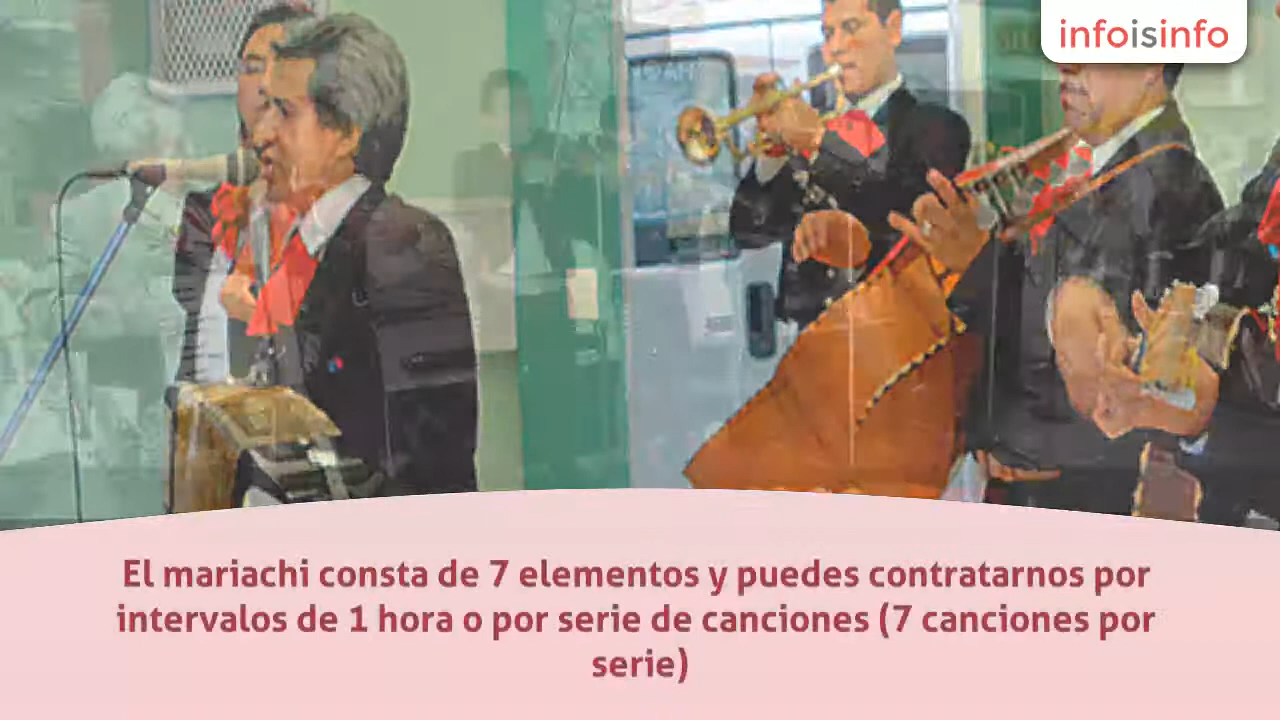 infoisinfo
El mariachi consta de 7 elementos y puedes contratarnos por
intervalos de 1 hora o por serie de canciones (7 canciones por
serie)